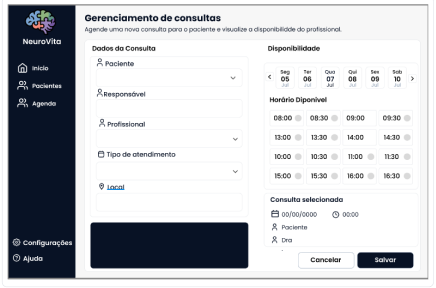 NeuroVita
Início
Pacientes
Agenda
Configurações
Ajuda
Gerenciamento de consultas
Agende uma nova consulta para o paciente e visualize a disponibilidde do profissional.
Dados da Consulta
Paciente
Responsável
Profissional
Tipo de atendimento
Local
Disponibilidade
Seg Ter Qua Qui Sex Sab
05 06 07 08 09 10
Jul Jul Jul Jul Jul Jul
Horário Diponível
08:00 08:30 09:00 09:30
13:00 13:30 14:00 14:30
10:00 10:30 11:00 11:30
15:00 15:30 16:00 16:30
Consulta selecionada
00/00/0000 00:00
Paciente
Dra
Cancelar Salvar